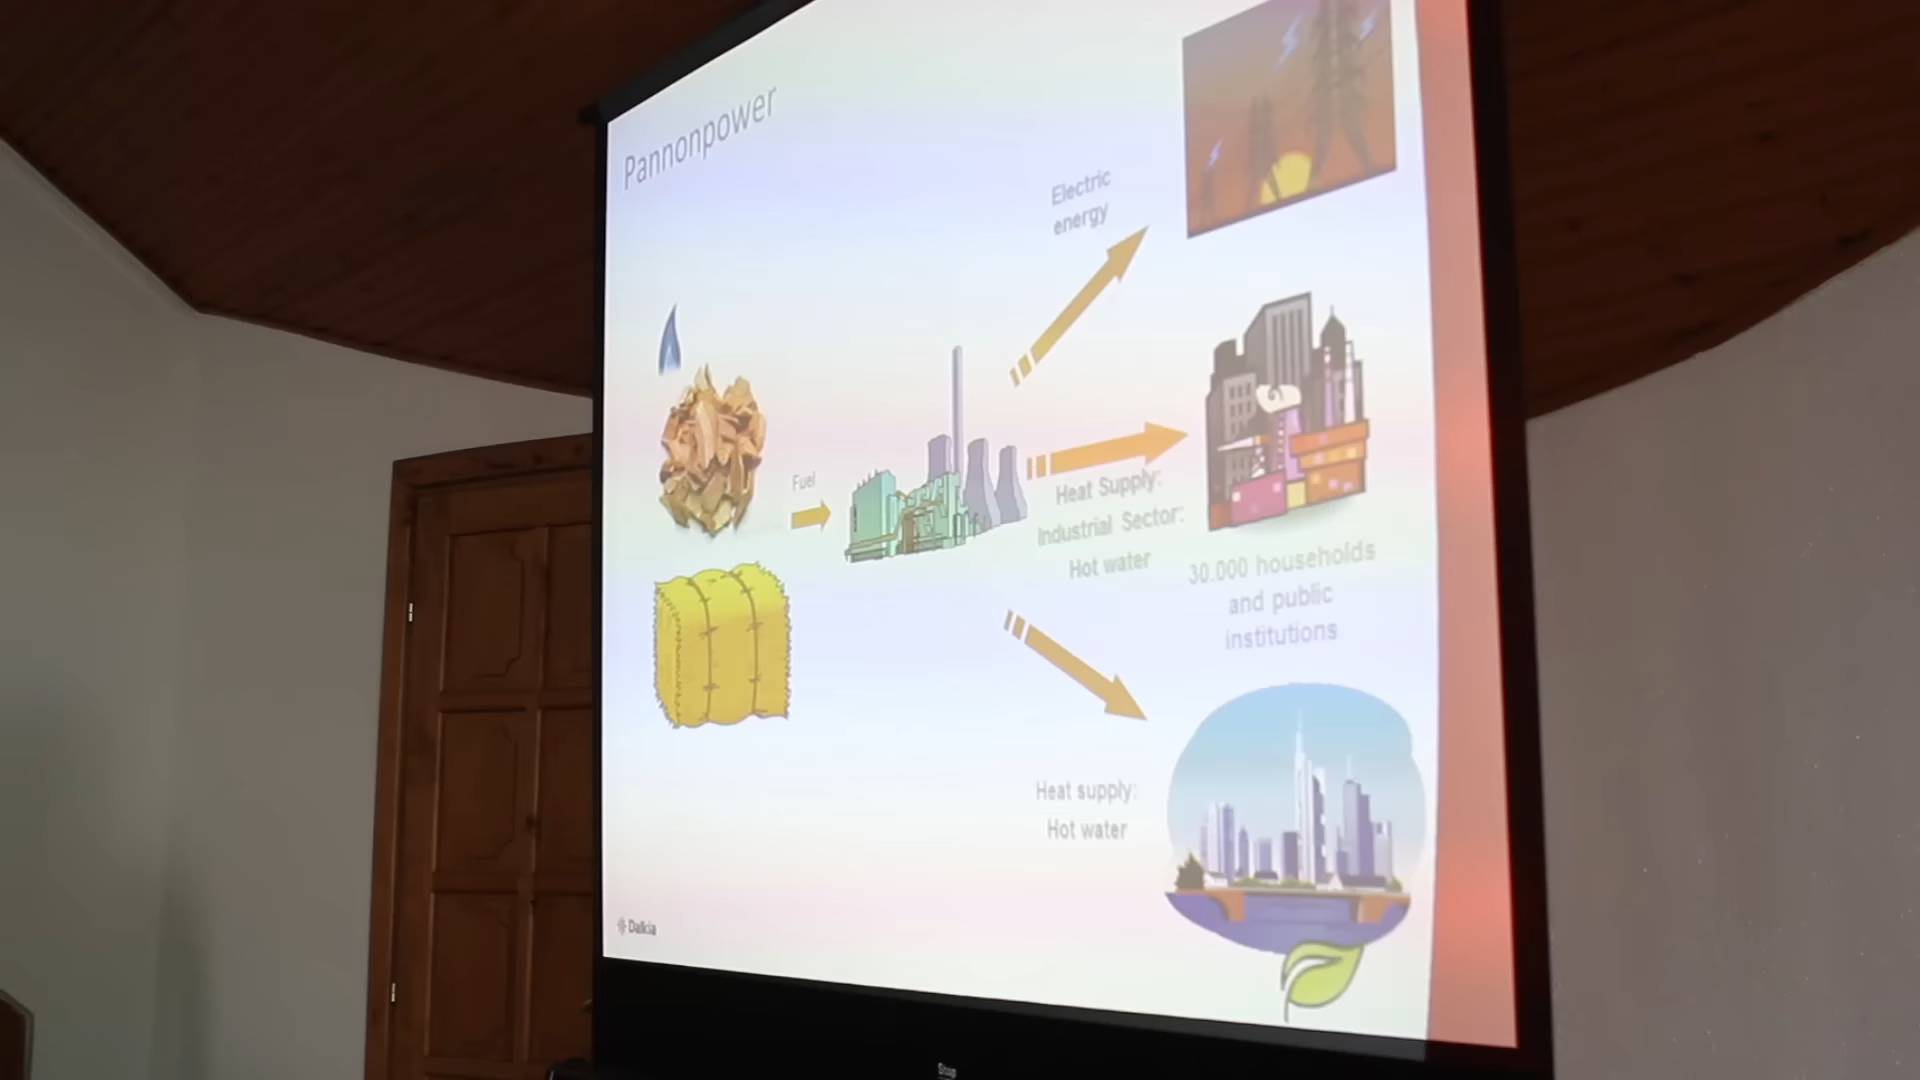 Pannonpower
Electric
energy
Fuel
Heat Supply:
Industrial Sector:
Hot water
30.000 households
and public
institutions
Heat supply:
Hot water
Dalkia
Stop